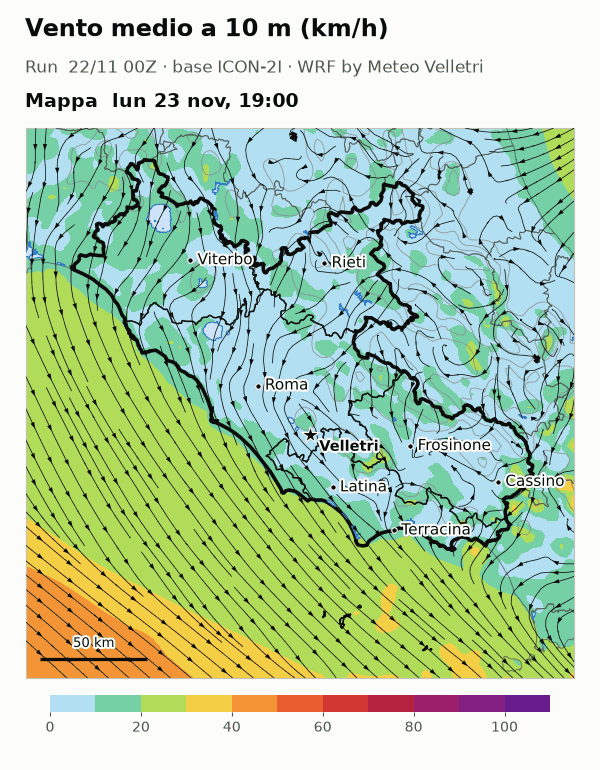 Vento medio a 10 m (km/h)
Run  22/11 00Z · base ICON-2I · WRF by Meteo Velletri
Mappa  lun 23 nov, 19:00
Viterbo
Rieti
Roma
Velletri
Frosinone
Latina
Cassino
Terracina
50 km
0 20 40 60 80 100